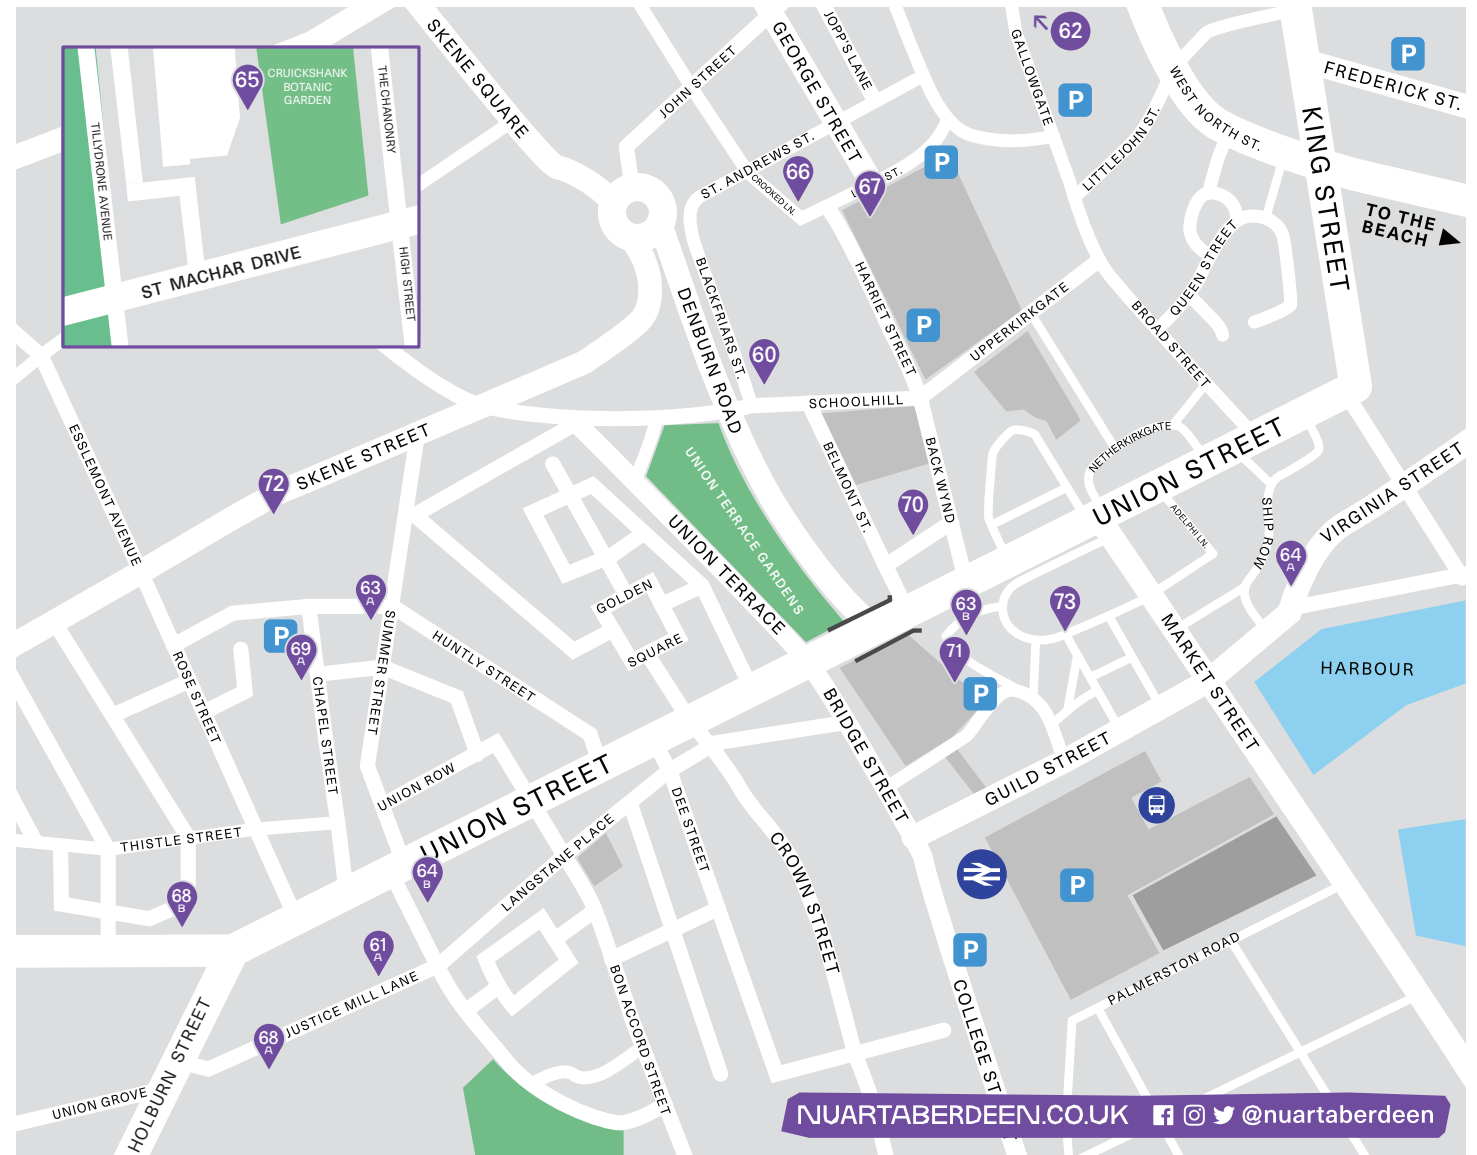 SKENE SQUARE
JOHN STREET
GEORGE STREET
JOPP'S LANE
GALLOWGATE
62
P
P
FREDERICK ST.
WEST NORTH ST.
KING STREET
LITTLEJOHN ST.
TO THE
BEACH
65
CRUICKSHANK
BOTANIC
GARDEN
THE CHANONRY
TILLYDRONE AVENUE
ST MACHAR DRIVE
HIGH STREET
ST. ANDREWS ST.
CROOKED LN.
66
67
ST.
P
BLACKFRIARS ST.
DENBURN ROAD
HARRIET STREET
P
UPPERKIRKGATE
QUEEN STREET
BROAD STREET
60
SCHOOLHILL
ESSLEMONT AVENUE
SKENE STREET
72
UNION TERRACE GARDENS
UNION TERRACE
BELMONT ST.
BACK WYND
70
NETHERKIRKGATE
UNION STREET
ADELPHI LN.
SHIP ROW
VIRGINIA STREET
64
A
63
A
P
69
A
GOLDEN
SQUARE
63
B
73
71
P
HARBOUR
ROSE STREET
CHAPEL STREET
SUMMER STREET
HUNTLY STREET
BRIDGE STREET
MARKET STREET
GUILD STREET
UNION ROW
UNION STREET
THISTLE STREET
LANGSTANE PLACE
DEE STREET
CROWN STREET
64
B
68
B
61
A
P
P
PALMERSTON ROAD
JUSTICE MILL LANE
68
A
BON ACCORD STREET
COLLEGE ST
HOLBURN STREET
UNION GROVE
NUARTABERDEEN.CO.UK
@nuartaberdeen